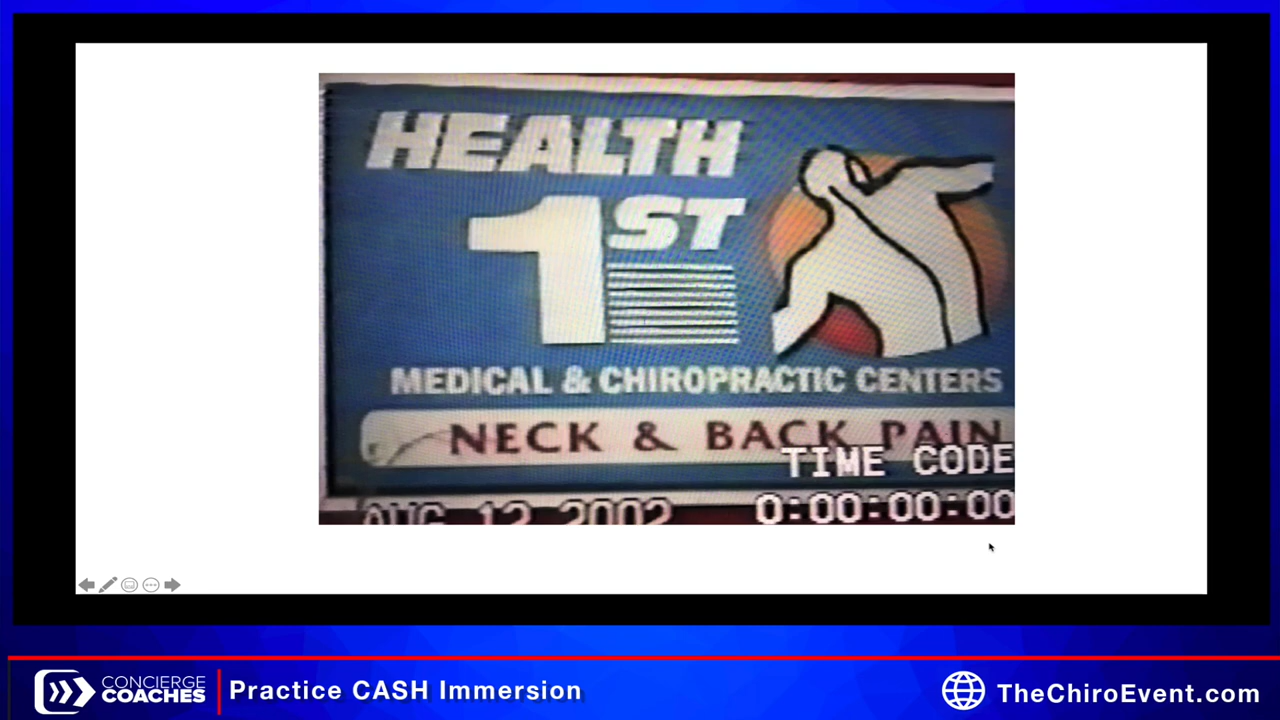 HEALTH
1ST
MEDICAL & CHIROPRACTIC CENTERS
NECK & BACK PAIN
TIME CODE
AUG 12 2002 0:00:00:00
CONCIERGE
COACHES
Practice CASH Immersion
TheChiroEvent.com